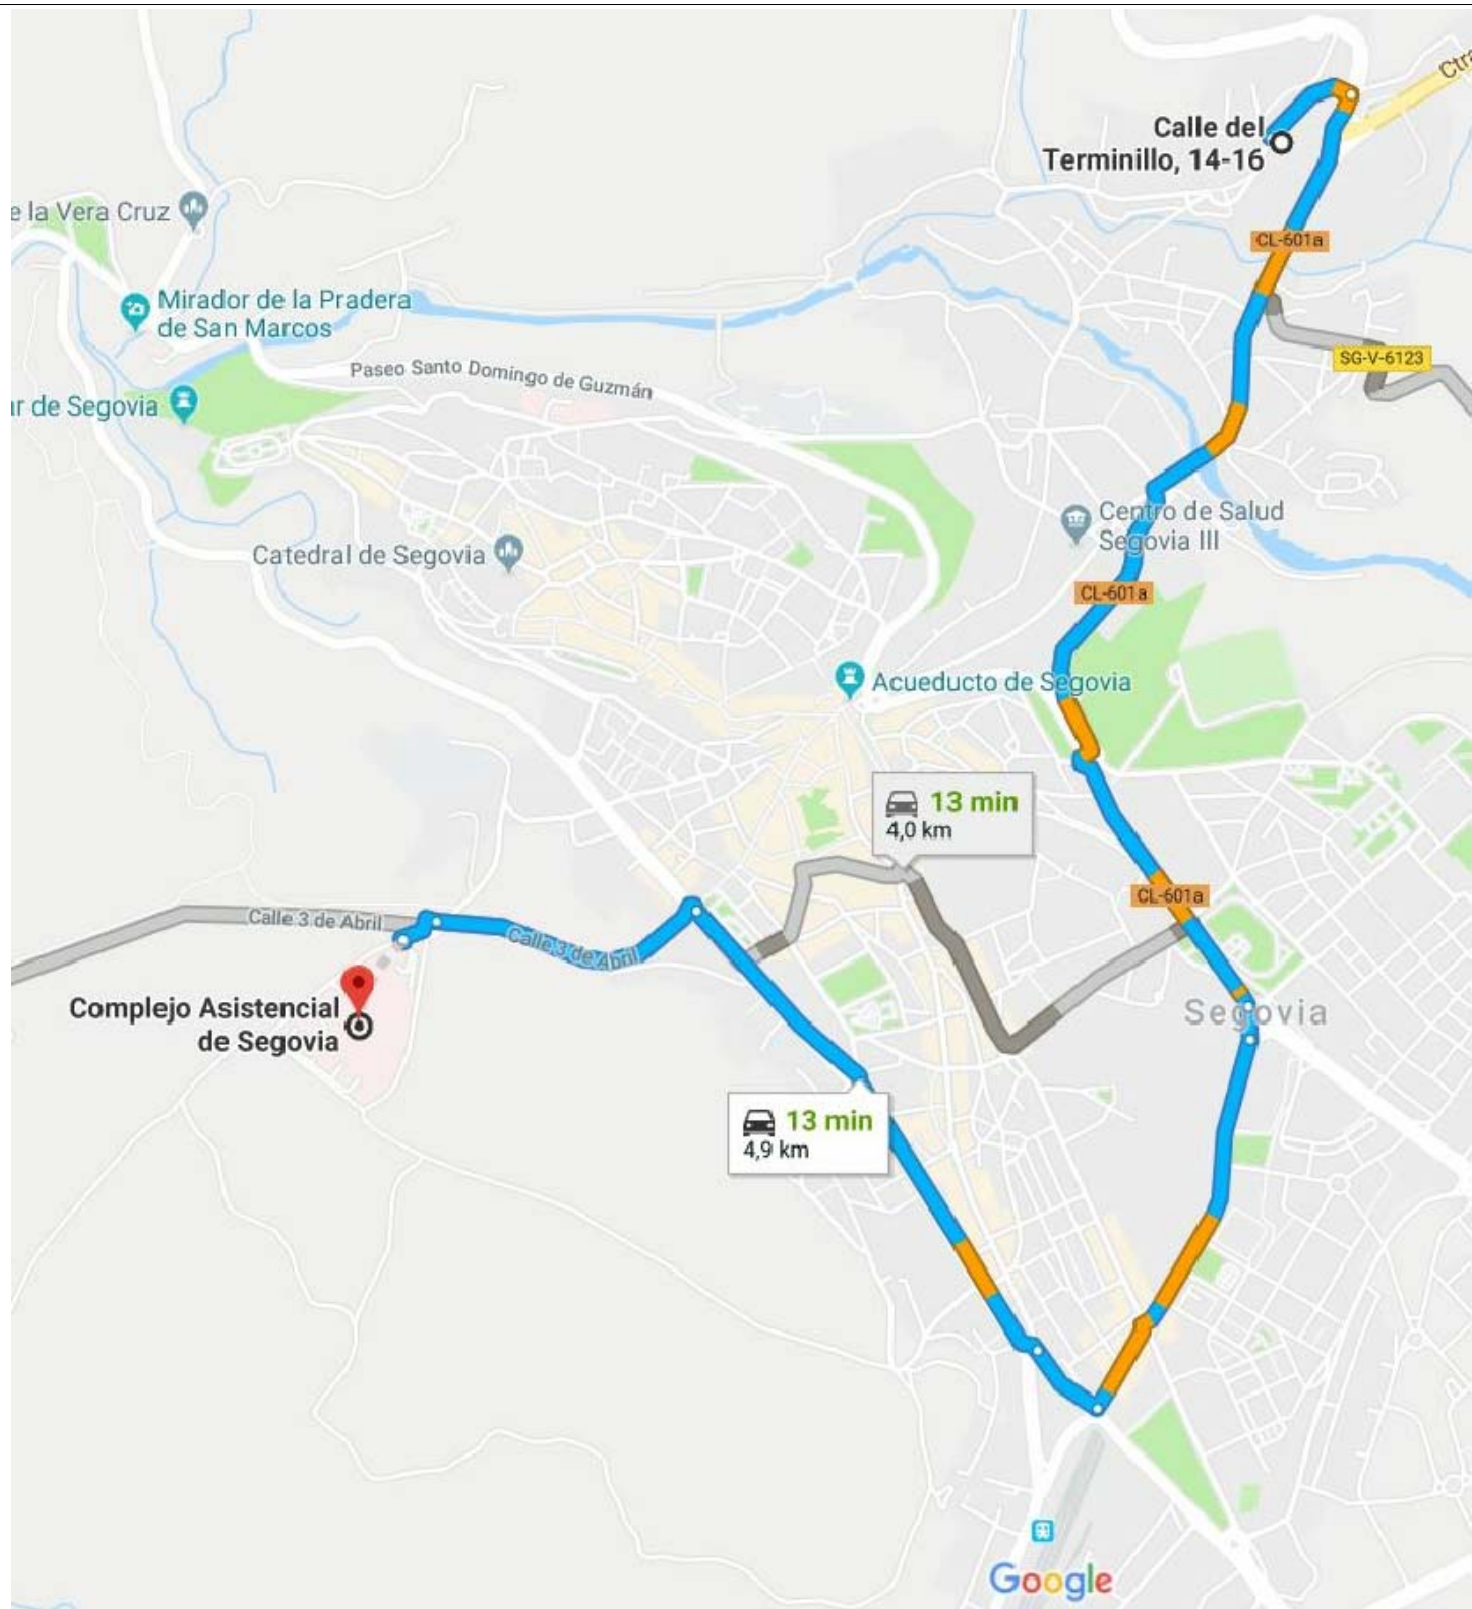 Ctra
Calle del
Terminillo, 14-16
e la Vera Cruz
CL-601a
Mirador de la Pradera
de San Marcos
SG-V-6123
Paseo Santo Domingo de Guzmán
ar de Segovia
Centro de Salud
Segovia III
Catedral de Segovia
CL-601a
Acueducto de Segovia
13 min
4,0 km
CL-601a
Calle 3 de Abril
Calle 3 de Abril
Complejo Asistencial
de Segovia
Segovia
13 min
4,9 km
Google